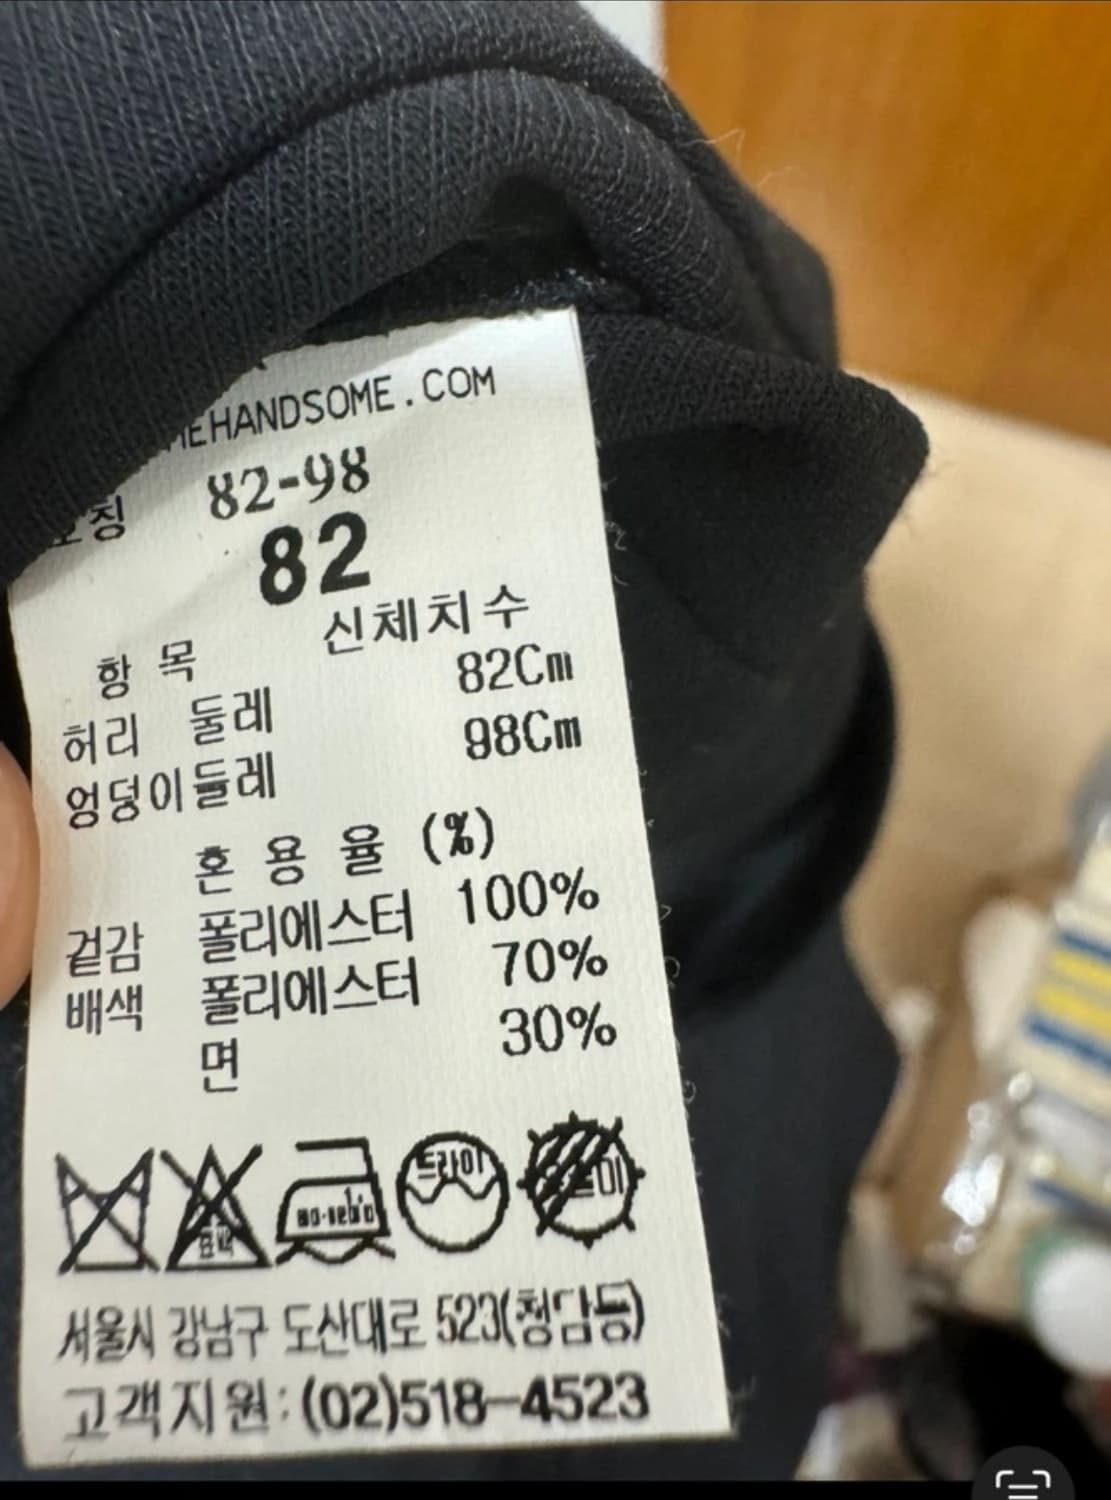 HANDSOME.COM
호칭 82-98
82
항 목 신체치수
허리 둘레 82Cm
엉덩이둘레 98Cm
혼 용 율 (%)
겉감 폴리에스터 100%
배색 폴리에스터 70%
면 30%
드라이
서울시 강남구 도산대로 523(청담동)
고객지원:(02)518-4523